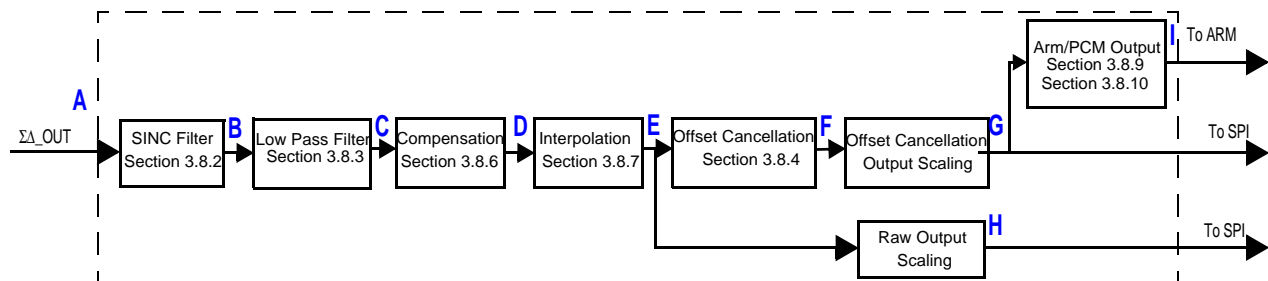 A
ΣΔ_OUT
SINC Filter
Section 3.8.2
B
Low Pass Filter
Section 3.8.3
C
Compensation
Section 3.8.6
D
Interpolation
Section 3.8.7
E
Offset Cancellation
Section 3.8.4
F
Offset Cancellation
Output Scaling
G
Arm/PCM Output
Section 3.8.9
Section 3.8.10
I
To ARM
To SPI
Raw Output
Scaling
H
To SPI